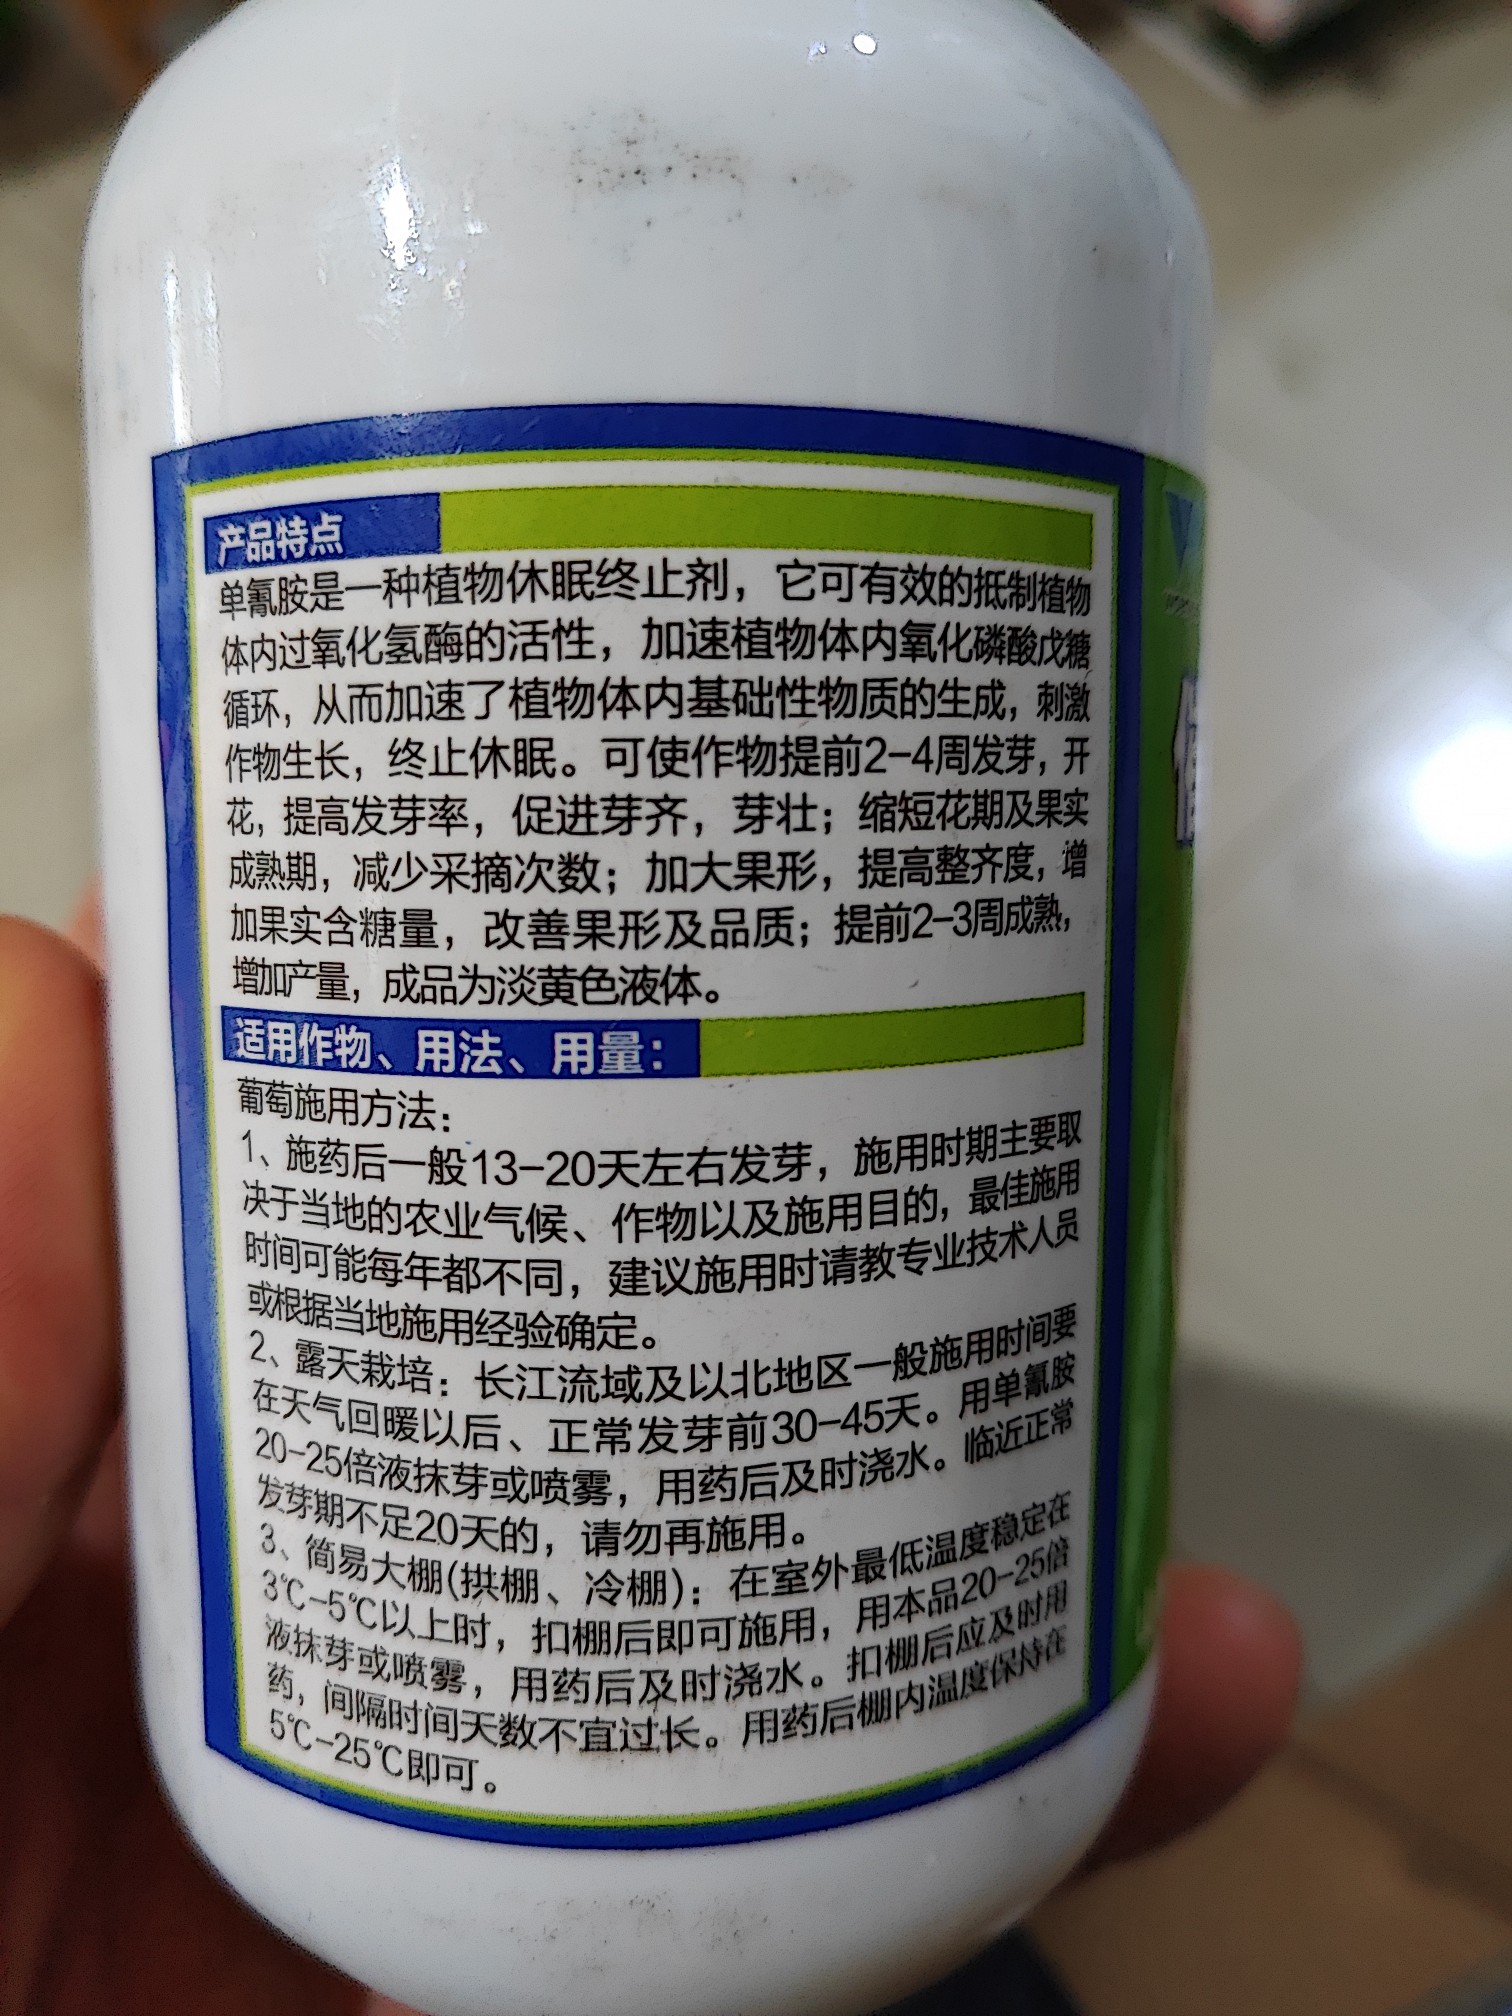 产品特点
单氰胺是一种植物休眠终止剂，它可有效的抵制植物
体内过氧化氢酶的活性，加速植物体内氧化磷酸戊糖
循环，从而加速了植物体内基础性物质的生成，刺激
作物生长，终止休眠。可使作物提前2-4周发芽，开
花，提高发芽率，促进芽齐，芽壮；缩短花期及果实
成熟期，减少采摘次数；加大果形，提高整齐度，增
加果实含糖量，改善果形及品质；提前2-3周成熟，
增加产量，成品为淡黄色液体。
适用作物、用法、用量：
葡萄施用方法：
1、施药后一般13-20天左右发芽，施用时期主要取
决于当地的农业气候、作物以及施用目的，最佳施用
时间可能每年都不同，建议施用时请教专业技术人员
或根据当地施用经验确定。
2、露天栽培：长江流域及以北地区一般施用时间要
在天气回暖以后、正常发芽前30-45天。用单氰胺
20-25倍液抹芽或喷雾，用药后及时浇水。临近正常
发芽期不足20天的，请勿再施用。
3、简易大棚(拱棚、冷棚)：在室外最低温度稳定在
3℃-5℃以上时，扣棚后即可施用，用本品20-25倍
液抹芽或喷雾，用药后及时浇水。扣棚后应及时用
药，间隔时间天数不宜过长。用药后棚内温度保持在
5℃-25℃即可。